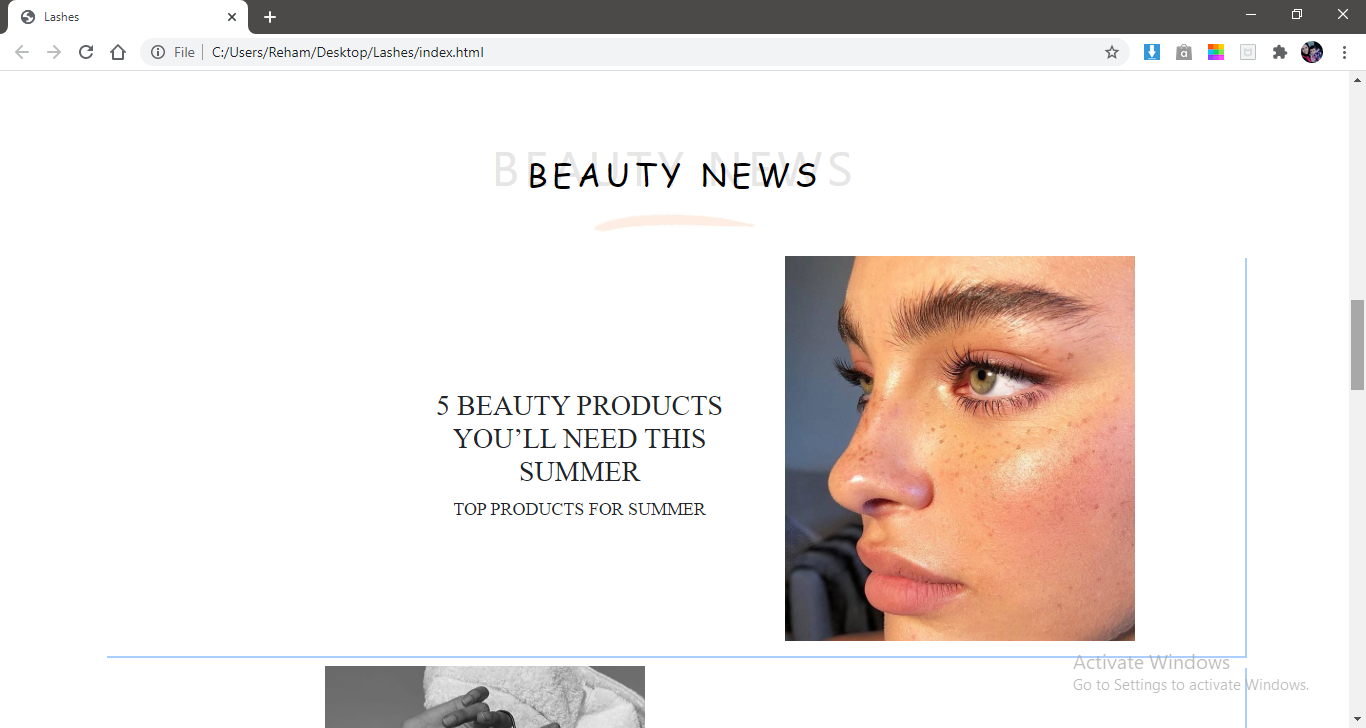 Lashes
File
C:/Users/Reham/Desktop/Lashes/index.html
a
BEAUTY NEWS
BEAUTY NEWS
5 BEAUTY PRODUCTS
YOU’LL NEED THIS
SUMMER
TOP PRODUCTS FOR SUMMER
Activate Windows
Go to Settings to activate Windows.